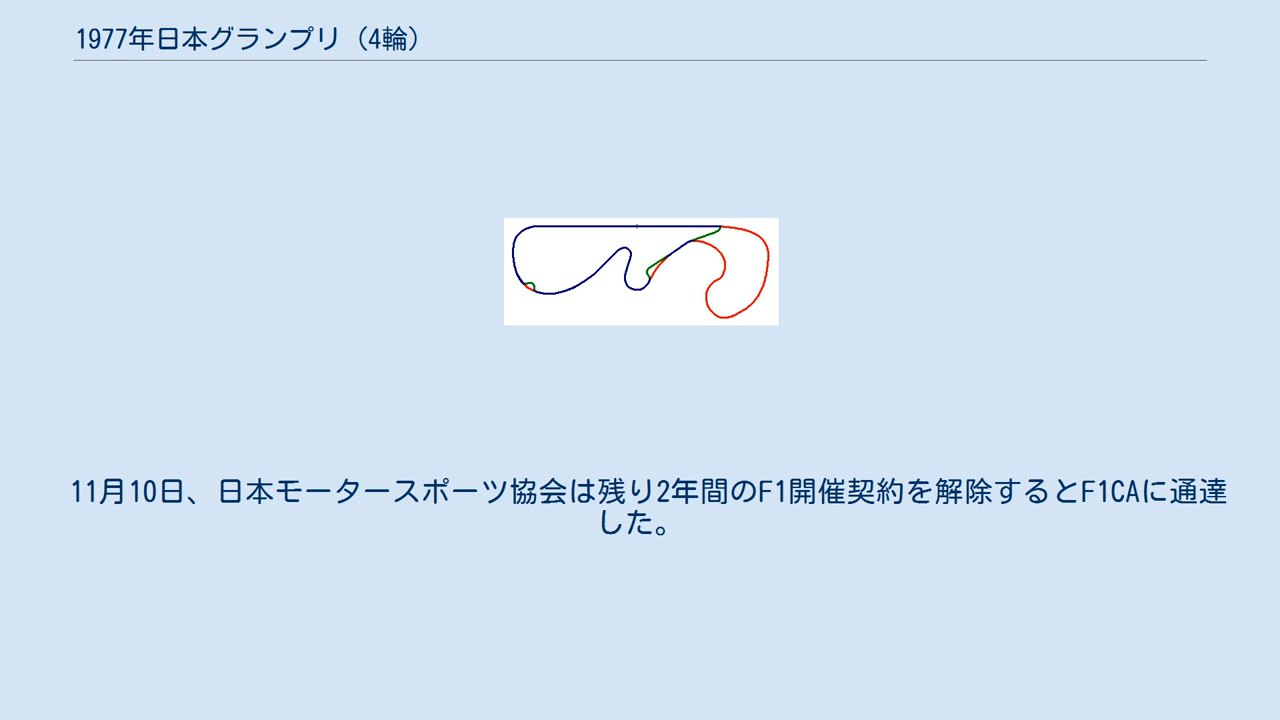 1977年日本グランプリ（4輪）
11月10日、日本モータースポーツ協会は残り2年間のF1開催契約を解除するとF1CAに通達
した。